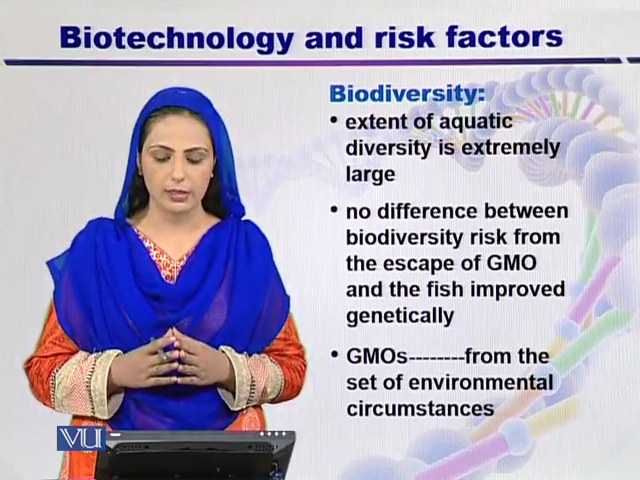 Biotechnology and risk factors
Biodiversity:
• extent of aquatic
diversity is extremely
large
• no difference between
biodiversity risk from
the escape of GMO
and the fish improved
genetically
• GMOs--------from the
set of environmental
circumstances
VU